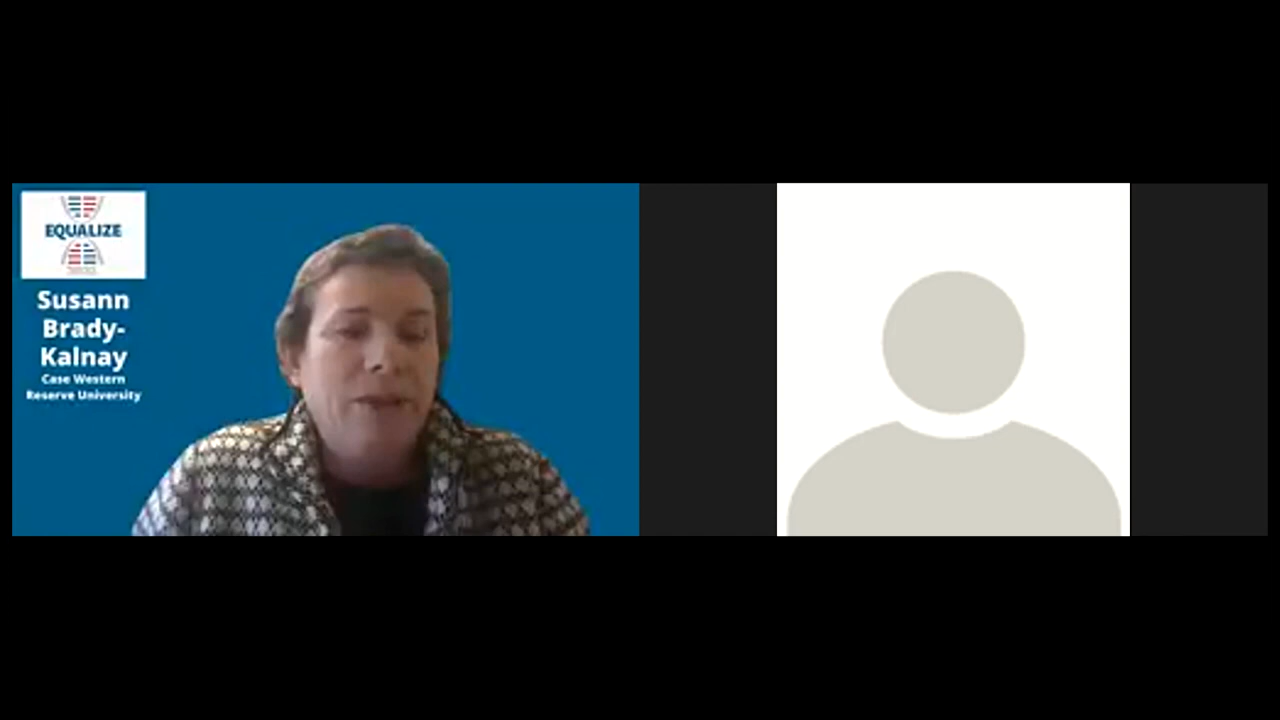 EQUALIZE
Susann
Brady-
Kalnay
Case Western
Reserve University